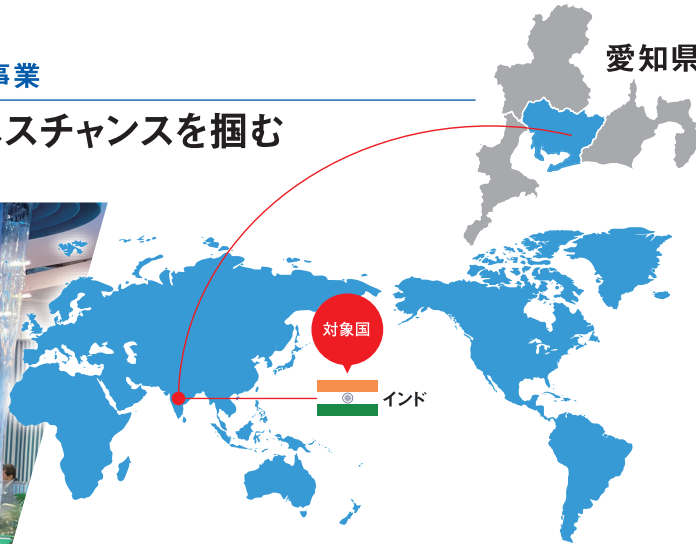 事業
愛知県
スチャンスを掴む
対象国
インド